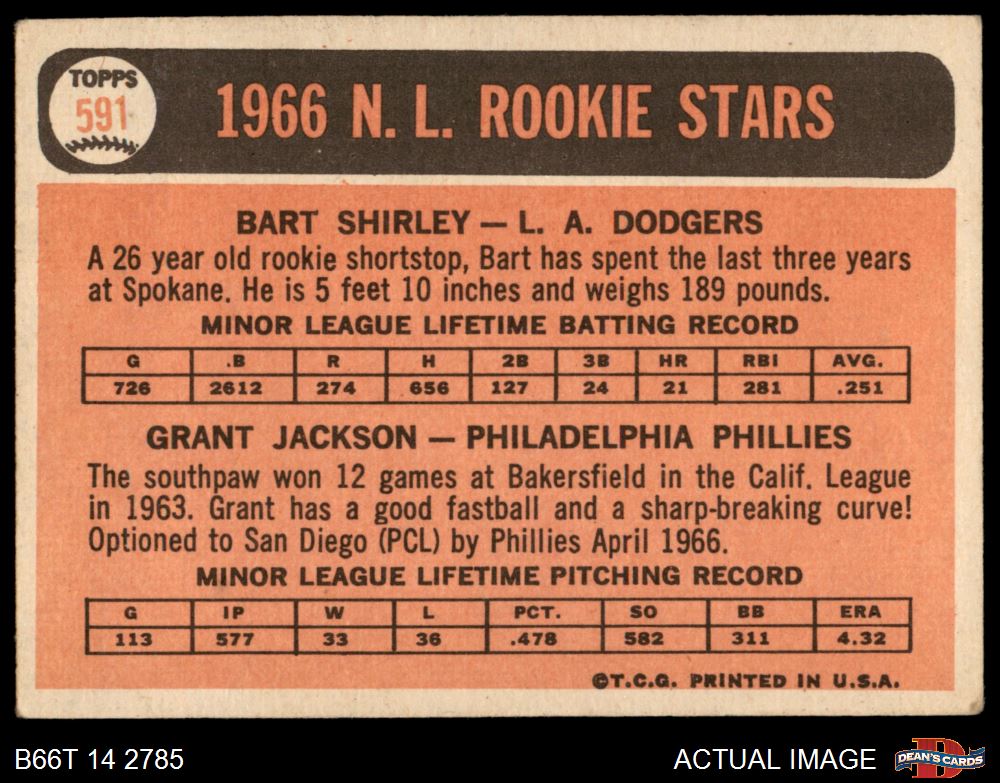 TOPPS
591
1966 N. L. ROOKIE STARS
BART SHIRLEY — L. A. DODGERS
A 26 year old rookie shortstop, Bart has spent the last three years
at Spokane. He is 5 feet 10 inches and weighs 189 pounds.
MINOR LEAGUE LIFETIME BATTING RECORD
G .B R H 2B 3B HR RBI AVG.
726 2612 274 656 127 24 21 281 .251
GRANT JACKSON — PHILADELPHIA PHILLIES
The southpaw won 12 games at Bakersfield in the Calif. League
in 1963. Grant has a good fastball and a sharp-breaking curve!
Optioned to San Diego (PCL) by Phillies April 1966.
MINOR LEAGUE LIFETIME PITCHING RECORD
G IP W L PCT. SO BB ERA
113 577 33 36 .478 582 311 4.32
©T.C.G. PRINTED IN U.S.A.
B66T 14 2785
ACTUAL IMAGE
D
DEAN'S CARDS